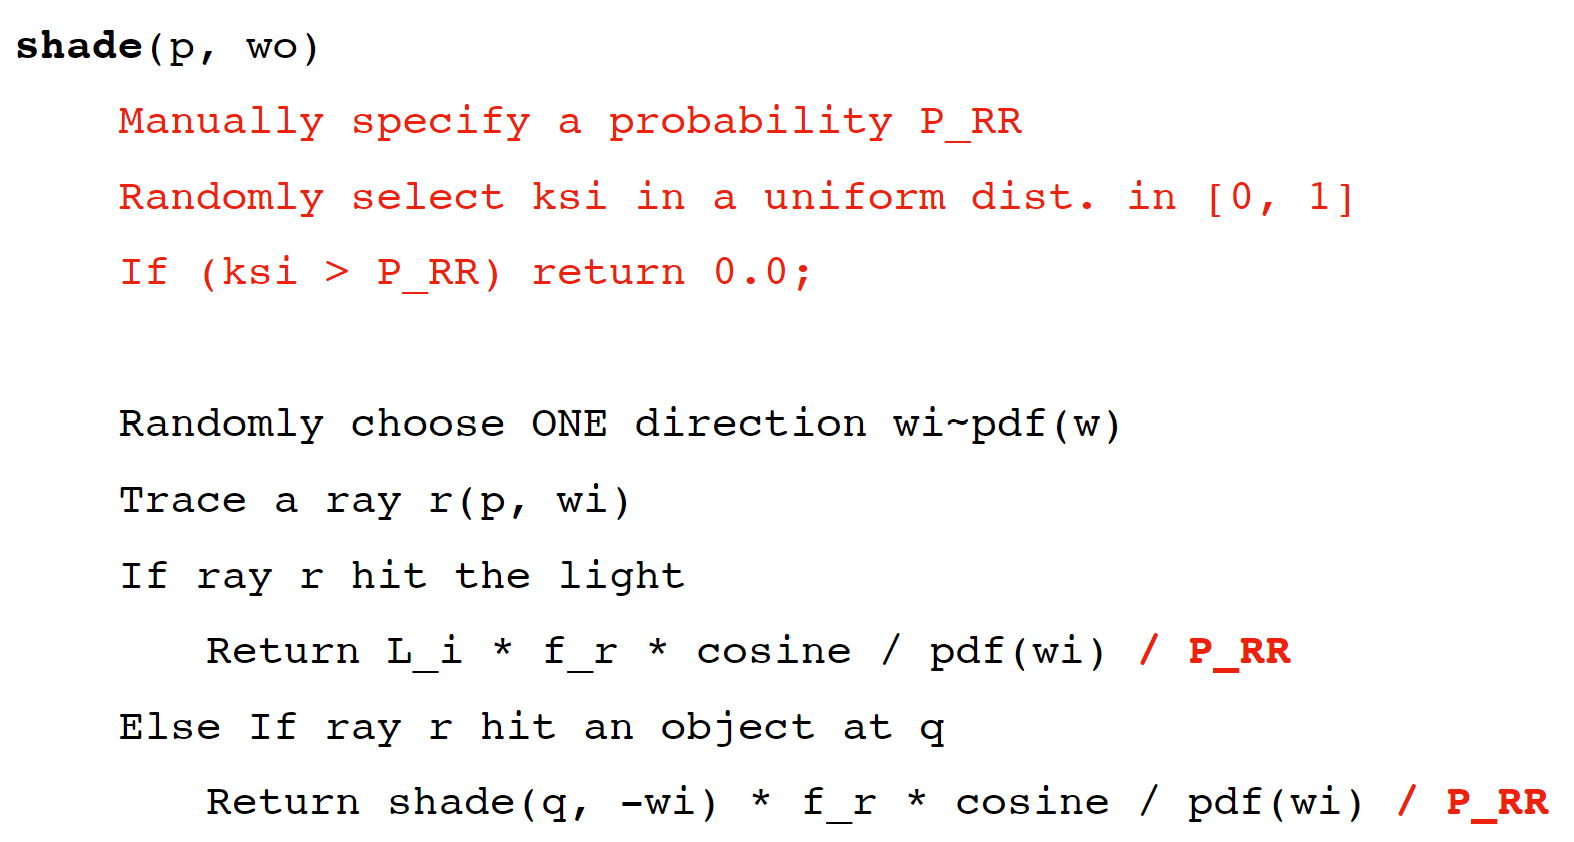 shade(p, wo)
Manually specify a probability P_RR
Randomly select ksi in a uniform dist. in [0, 1]
If (ksi > P_RR) return 0.0;
Randomly choose ONE direction wi~pdf(w)
Trace a ray r(p, wi)
If ray r hit the light
Return L_i * f_r * cosine / pdf(wi) / P_RR
Else If ray r hit an object at q
Return shade(q, -wi) * f_r * cosine / pdf(wi) / P_RR